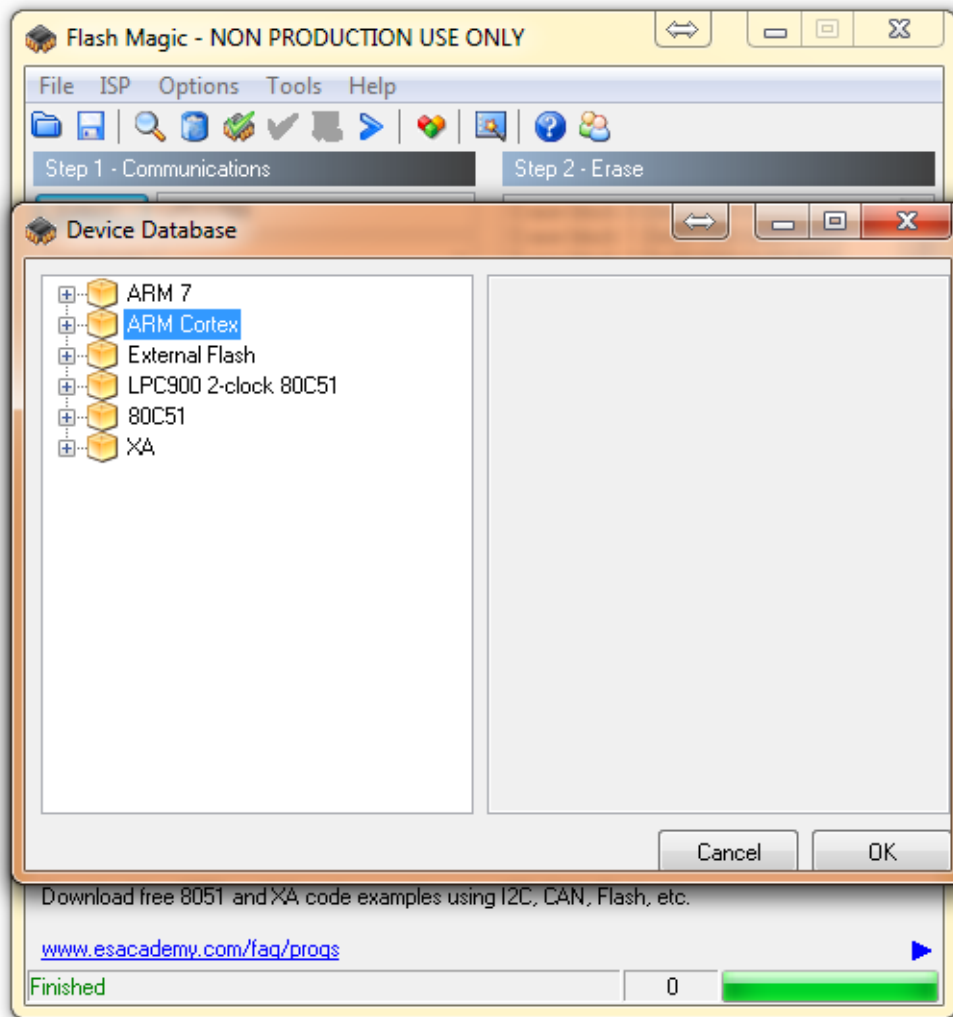 Flash Magic - NON PRODUCTION USE ONLY
File ISP Options Tools Help
Step 1 - Communications
Step 2 - Erase
Device Database
ARM 7
ARM Cortex
External Flash
LPC900 2-clock 80C51
80C51
XA
Cancel
OK
Download free 8051 and XA code examples using I2C, CAN, Flash, etc.
www.esacademy.com/faq/progs
Finished
0